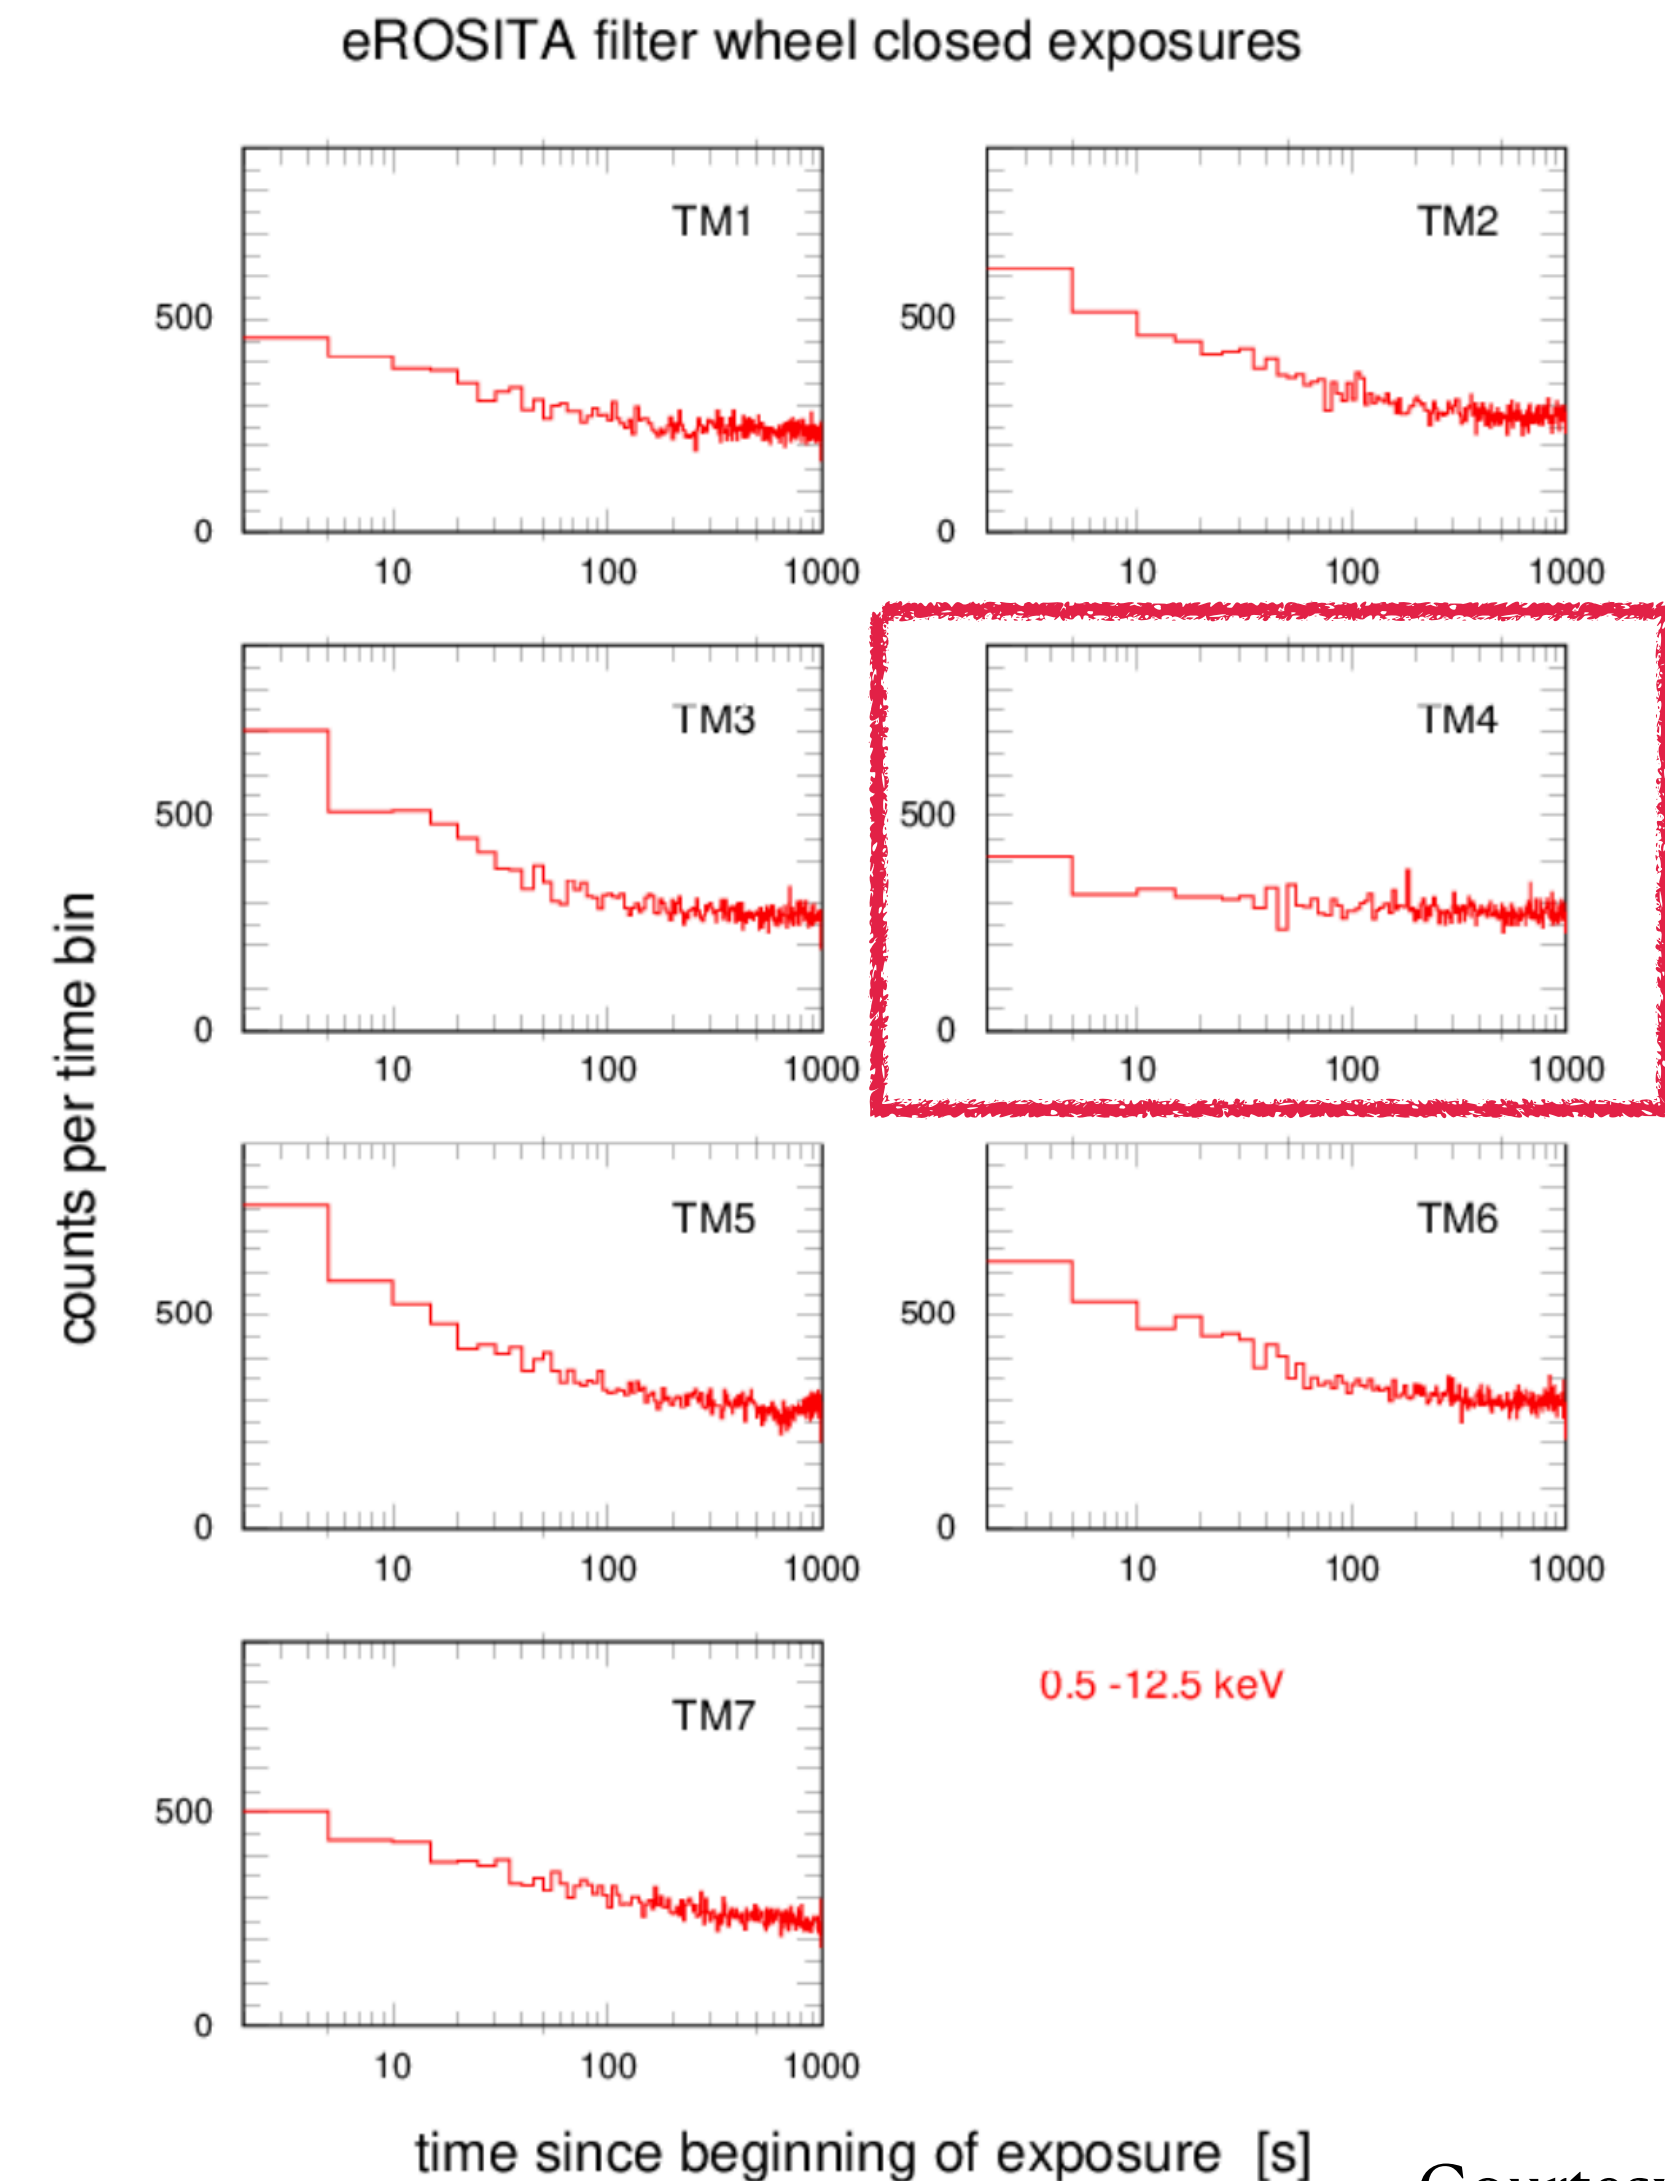 eROSITA filter wheel closed exposures
TM1
500
0
10 100 1000
TM2
500
0
10 100 1000
TM3
500
0
10 100 1000
TM4
500
0
10 100 1000
TM5
500
0
10 100 1000
TM6
500
0
10 100 1000
TM7
500
0
10 100 1000
0.5 -12.5 keV
counts per time bin
time since beginning of exposure [s]